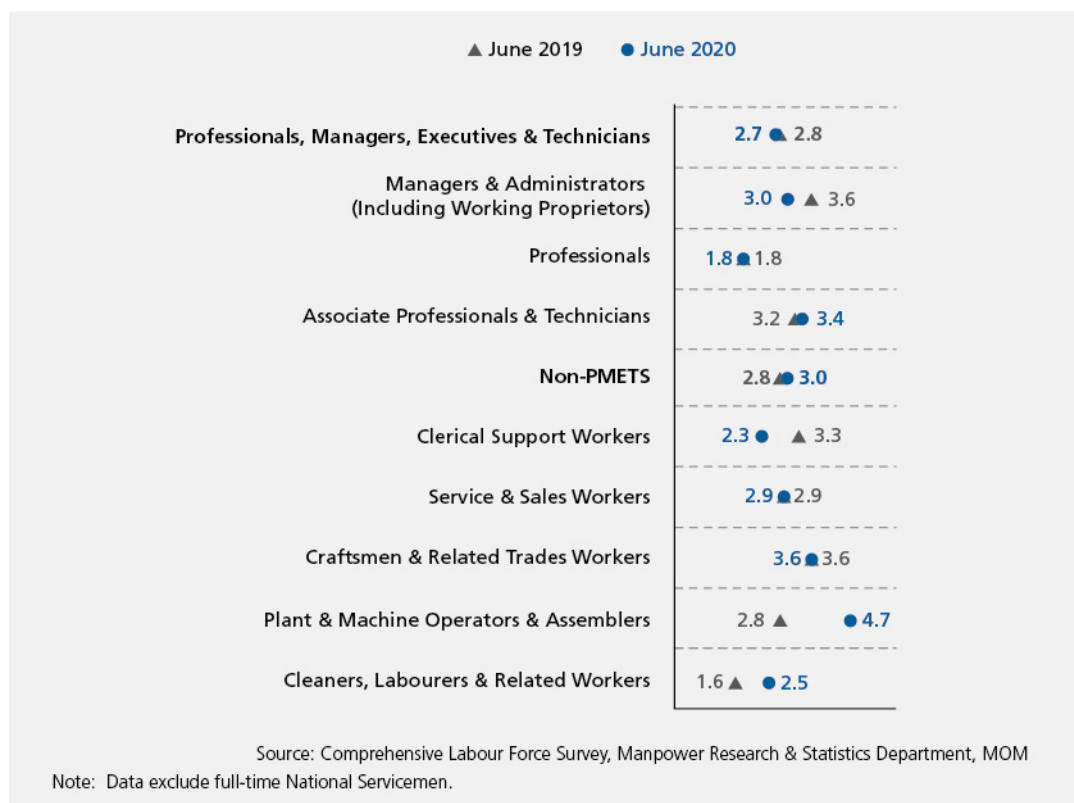 ▲ June 2019 ● June 2020
Professionals, Managers, Executives & Technicians 2.7 2.8
Managers & Administrators
(Including Working Proprietors) 3.0 3.6
Professionals 1.8 1.8
Associate Professionals & Technicians 3.2 3.4
Non-PMETS 2.8 3.0
Clerical Support Workers 2.3 3.3
Service & Sales Workers 2.9 2.9
Craftsmen & Related Trades Workers 3.6 3.6
Plant & Machine Operators & Assemblers 2.8 4.7
Cleaners, Labourers & Related Workers 1.6 2.5
Source: Comprehensive Labour Force Survey, Manpower Research & Statistics Department, MOM
Note: Data exclude full-time National Servicemen.